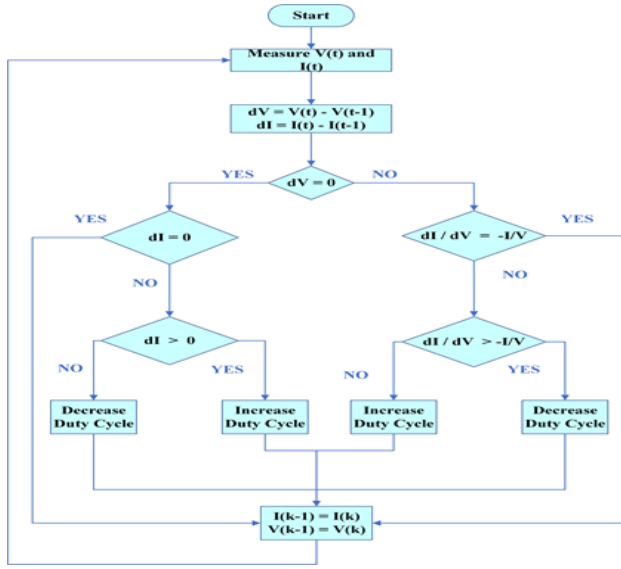 Start
Measure V(t) and
I(t)
dV = V(t) - V(t-1)
dI = I(t) - I(t-1)
YES
dV = 0
NO
YES
dI = 0
dI / dV = -I/V
YES
NO
NO
dI > 0
dI / dV > -I/V
NO
YES
NO
YES
Decrease
Duty Cycle
Increase
Duty Cycle
Increase
Duty Cycle
Decrease
Duty Cycle
I(k-1) = I(k)
V(k-1) = V(k)